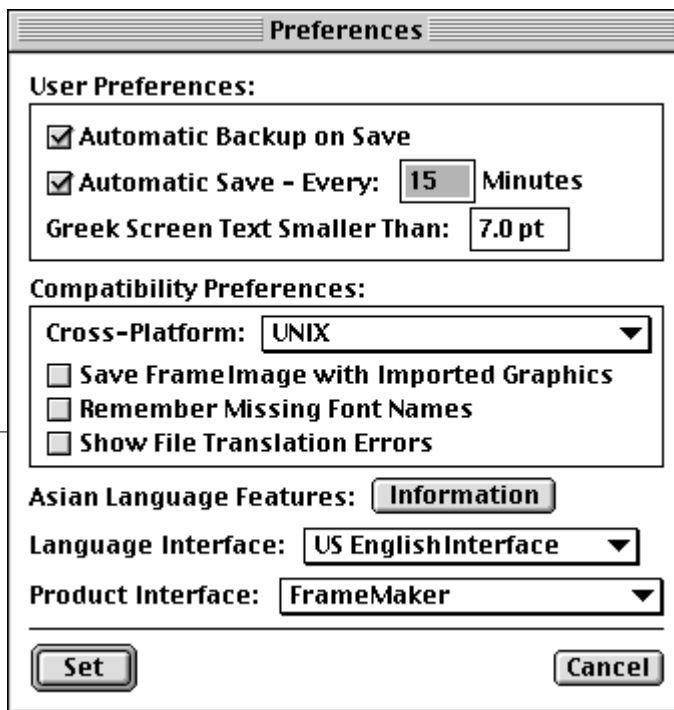 Preferences
User Preferences:
Automatic Backup on Save
Automatic Save - Every: 15 Minutes
Greek Screen Text Smaller Than: 7.0 pt
Compatibility Preferences:
Cross-Platform: UNIX
Save FrameImage with Imported Graphics
Remember Missing Font Names
Show File Translation Errors
Asian Language Features: Information
Language Interface: US EnglishInterface
Product Interface: FrameMaker
Set Cancel